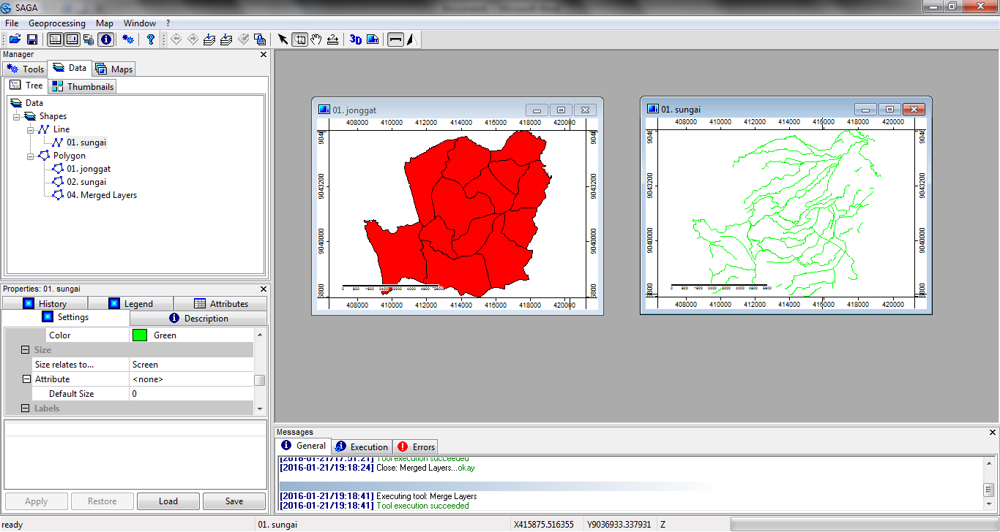 SAGA
File Geoprocessing Map Window ?
3D
Manager
Tools Data Maps
Tree Thumbnails
Data
Shapes
Line
01. sungai
Polygon
01. jonggat
02. sungai
04. Merged Layers
Properties: 01. sungai
History Legend Attributes
Settings Description
Color Green
Size
Size relates to... Screen
Attribute <none>
Default Size 0
Labels
Apply Restore Load Save
01. jonggat
408000 410000 412000 414000 416000 418000 420000
9046
9043200
9040000
6800
408000 410000 412000 414000 416000 418000 420000
01. sungai
408000 410000 412000 414000 416000 418000 420000
9046
9043200
9040000
6800
408000 410000 412000 414000 416000 418000 420000
Messages
General Execution Errors
[2016-01-21/17:51:21] Tool execution succeeded
[2016-01-21/19:18:24] Close: Merged Layers...okay
[2016-01-21/19:18:41] Executing tool: Merge Layers
[2016-01-21/19:18:41] Tool execution succeeded
ready 01. sungai X415875.516355 Y9036933.337931 Z